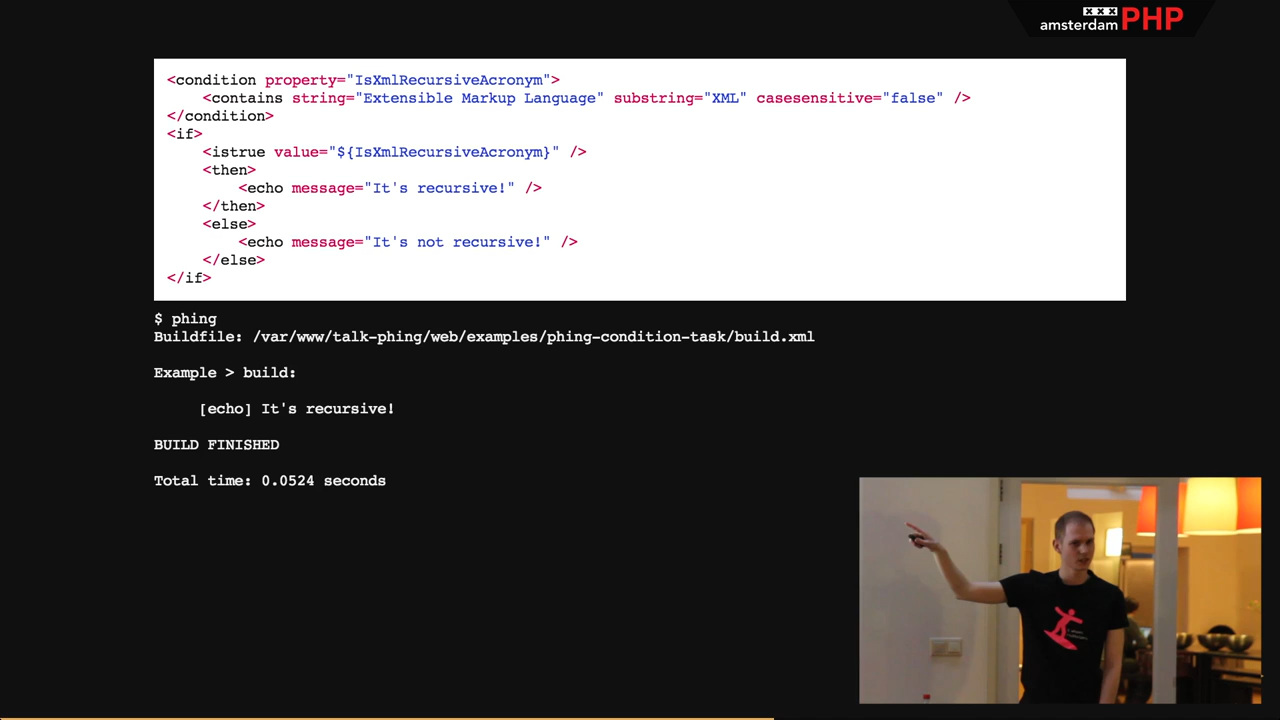 xxx
amsterdamPHP
<condition property="IsXmlRecursiveAcronym">
    <contains string="Extensible Markup Language" substring="XML" casesensitive="false" />
</condition>
<if>
    <istrue value="${IsXmlRecursiveAcronym}" />
    <then>
        <echo message="It's recursive!" />
    </then>
    <else>
        <echo message="It's not recursive!" />
    </else>
</if>
$ phing
Buildfile: /var/www/talk-phing/web/examples/phing-condition-task/build.xml
Example > build:
     [echo] It's recursive!
BUILD FINISHED
Total time: 0.0524 seconds